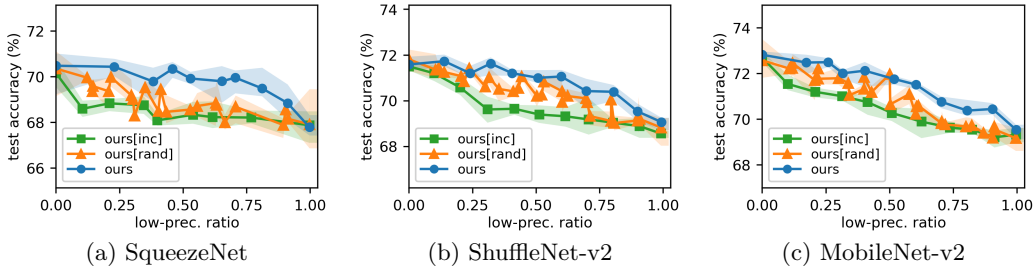 72
70
68
66
test accuracy (%)
ours[inc]
ours[rand]
ours
0.00 0.25 0.50 0.75 1.00
low-prec. ratio
(a) SqueezeNet
74
72
70
68
test accuracy (%)
ours[inc]
ours[rand]
ours
0.00 0.25 0.50 0.75 1.00
low-prec. ratio
(b) ShuffleNet-v2
74
72
70
68
test accuracy (%)
ours[inc]
ours[rand]
ours
0.00 0.25 0.50 0.75 1.00
low-prec. ratio
(c) MobileNet-v2